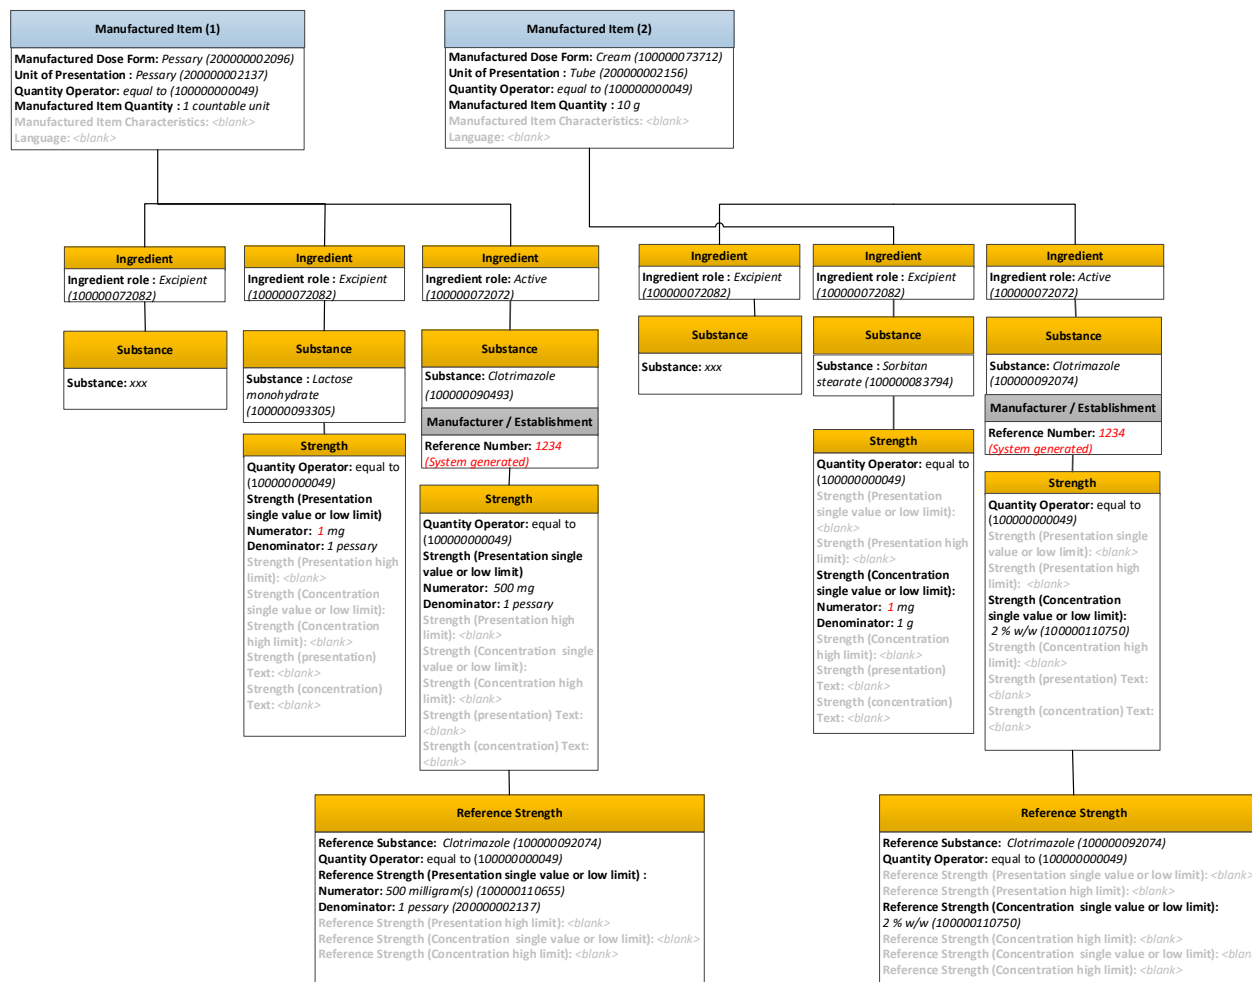 Manufactured Item (1)
Manufactured Dose Form: Pessary (200000002096)
Unit of Presentation : Pessary (200000002137)
Quantity Operator: equal to (100000000049)
Manufactured Item Quantity : 1 countable unit
Manufactured Item Characteristics: <blank>
Language: <blank>
Manufactured Item (2)
Manufactured Dose Form: Cream (100000073712)
Unit of Presentation : Tube (200000002156)
Quantity Operator: equal to (100000000049)
Manufactured Item Quantity : 10 g
Manufactured Item Characteristics: <blank>
Language: <blank>
Ingredient
Ingredient role : Excipient
(100000072082)
Substance
Substance: xxx
Ingredient
Ingredient role : Excipient
(100000072082)
Substance
Substance : Lactose
monohydrate
(100000093305)
Strength
Quantity Operator: equal to
(100000000049)
Strength (Presentation
single value or low limit)
Numerator: 1 mg
Denominator: 1 pessary
Strength (Presentation high
limit): <blank>
Strength (Concentration
single value or low limit):
Strength (Concentration
high limit): <blank>
Strength (presentation)
Text: <blank>
Strength (concentration)
Text: <blank>
Ingredient
Ingredient role: Active
(100000072072)
Substance
Substance: Clotrimazole
(100000090493)
Manufacturer / Establishment
Reference Number: 1234
(System generated)
Strength
Quantity Operator: equal to
(100000000049)
Strength (Presentation single
value or low limit)
Numerator: 500 mg
Denominator: 1 pessary
Strength (Presentation high
limit): <blank>
Strength (Concentration single
value or low limit):
Strength (Concentration high
limit): <blank>
Strength (presentation) Text:
<blank>
Strength (concentration) Text:
<blank>
Reference Strength
Reference Substance: Clotrimazole (100000092074)
Quantity Operator: equal to (100000000049)
Reference Strength (Presentation single value or low limit) :
Numerator: 500 milligram(s) (100000110655)
Denominator: 1 pessary (200000002137)
Reference Strength (Presentation high limit): <blank>
Reference Strength (Concentration single value or low limit): <blank>
Reference Strength (Concentration high limit): <blank>
Ingredient
Ingredient role : Excipient
(100000072082)
Substance
Substance: xxx
Ingredient
Ingredient role : Excipient
(100000072082)
Substance
Substance : Sorbitan
stearate (100000083794)
Strength
Quantity Operator: equal to
(100000000049)
Strength (Presentation
single value or low limit):
<blank>
Strength (Presentation high
limit): <blank>
Strength (Concentration
single value or low limit):
Numerator: 1 mg
Denominator: 1 g
Strength (Concentration
high limit): <blank>
Strength (presentation)
Text: <blank>
Strength (concentration)
Text: <blank>
Ingredient
Ingredient role: Active
(100000072072)
Substance
Substance: Clotrimazole
(100000092074)
Manufacturer / Establishment
Reference Number: 1234
(System generated)
Strength
Quantity Operator: equal to
(100000000049)
Strength (Presentation single
value or low limit): <blank>
Strength (Presentation high
limit): <blank>
Strength (Concentration
single value or low limit):
2 % w/w (100000110750)
Strength (Concentration high
limit): <blank>
Strength (presentation) Text:
<blank>
Strength (concentration) Text:
<blank>
Reference Strength
Reference Substance: Clotrimazole (100000092074)
Quantity Operator: equal to (100000000049)
Reference Strength (Presentation single value or low limit): <blank>
Reference Strength (Presentation high limit): <blank>
Reference Strength (Concentration single value or low limit):
2 % w/w (100000110750)
Reference Strength (Concentration high limit): <blank>
Reference Strength (Concentration single value or low limit): <blan
Reference Strength (Concentration high limit): <blank>